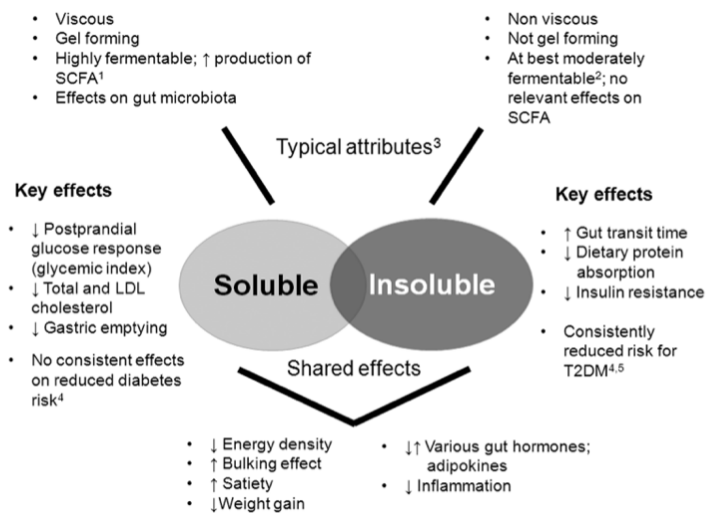 • Viscous
• Gel forming
• Highly fermentable; ↑ production of
SCFA¹
• Effects on gut microbiota
• Non viscous
• Not gel forming
• At best moderately
fermentable²; no
relevant effects on
SCFA
Typical attributes³
Key effects
• ↓ Postprandial
glucose response
(glycemic index)
• ↓ Total and LDL
cholesterol
• ↓ Gastric emptying
• No consistent effects
on reduced diabetes
risk⁴
Soluble
Insoluble
Key effects
• ↑ Gut transit time
• ↓ Dietary protein
absorption
• ↓ Insulin resistance
• Consistently
reduced risk for
T2DM⁴,⁵
Shared effects
• ↓ Energy density
• ↑ Bulking effect
• ↑ Satiety
• ↓Weight gain
• ↓↑ Various gut hormones;
adipokines
• ↓ Inflammation